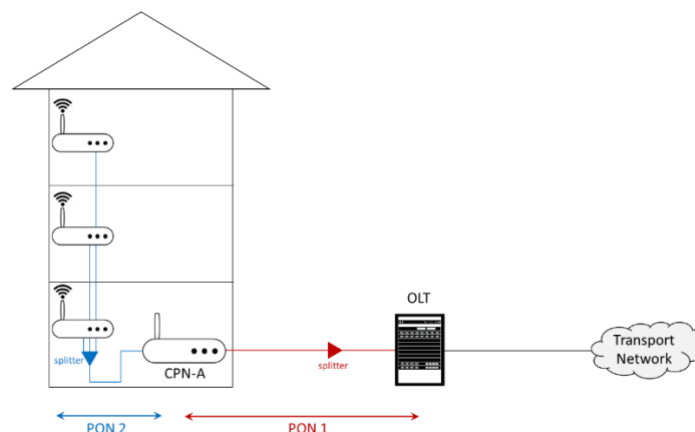 OLT
Transport
Network
splitter
CPN-A
splitter
PON 2
PON 1